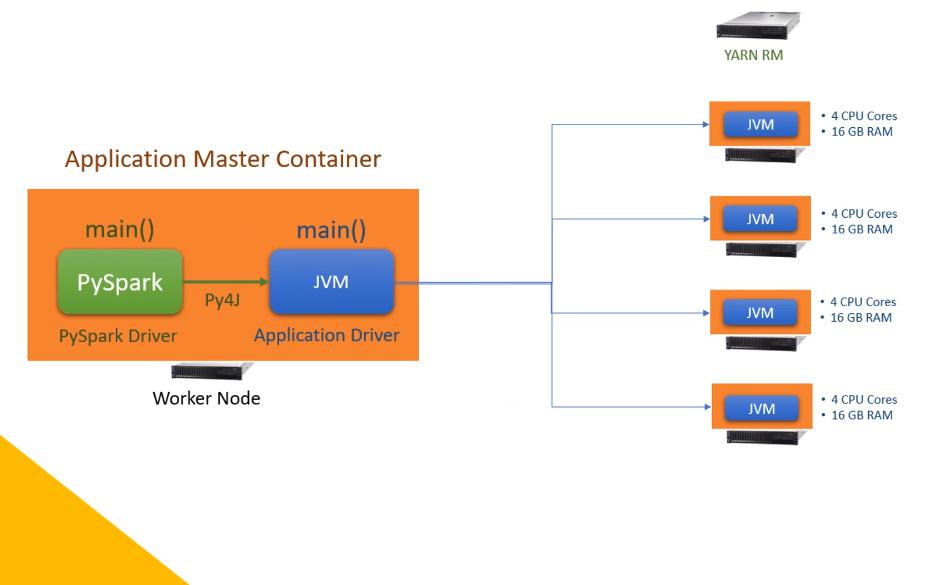 YARN RM
JVM
• 4 CPU Cores
• 16 GB RAM
Application Master Container
main()
main()
PySpark
Py4J
JVM
PySpark Driver
Application Driver
Worker Node
JVM
• 4 CPU Cores
• 16 GB RAM
JVM
• 4 CPU Cores
• 16 GB RAM
JVM
• 4 CPU Cores
• 16 GB RAM